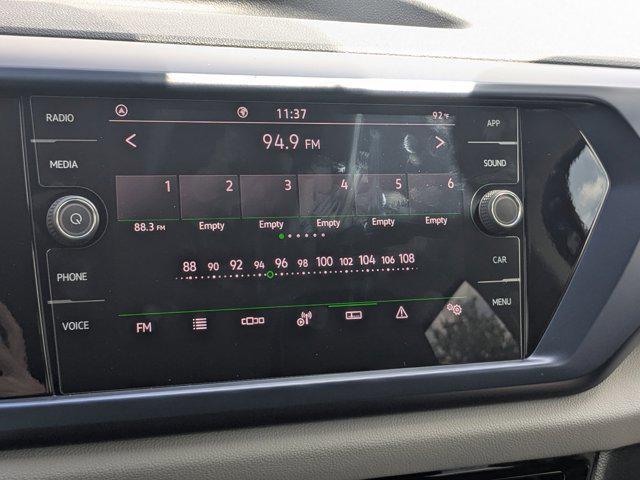 RADIO
MEDIA
PHONE
VOICE
11:37
92°F
94.9 FM
1 2 3 4 5 6
88.3 FM Empty Empty Empty Empty Empty
88 90 92 94 96 98 100 102 104 106 108
FM
APP
SOUND
CAR
MENU